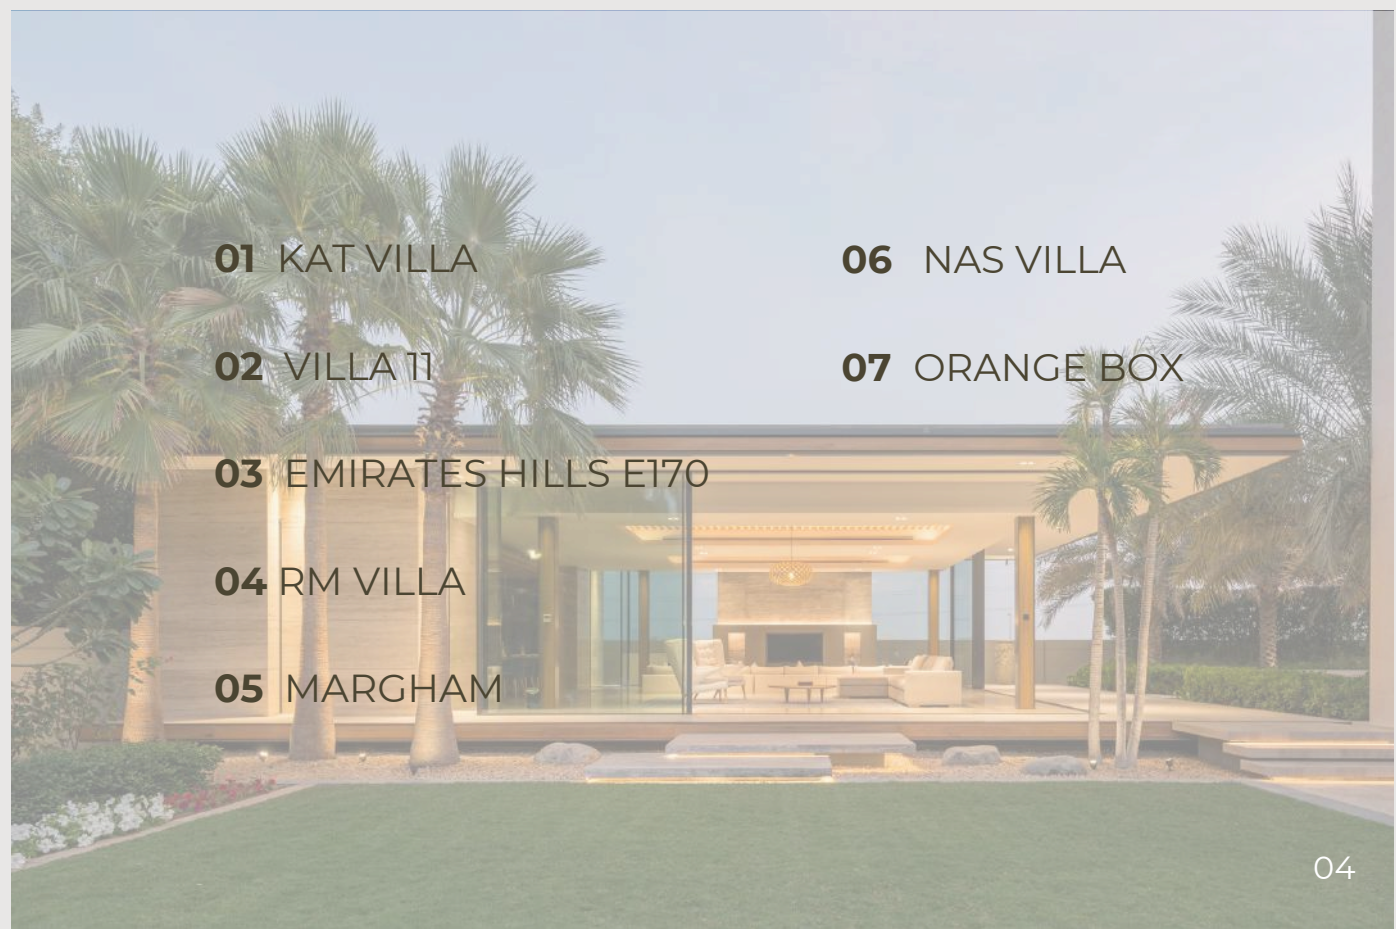 01 KAT VILLA
02 VILLA 11
03 EMIRATES HILLS E170
04 RM VILLA
05 MARGHAM
06 NAS VILLA
07 ORANGE BOX
04